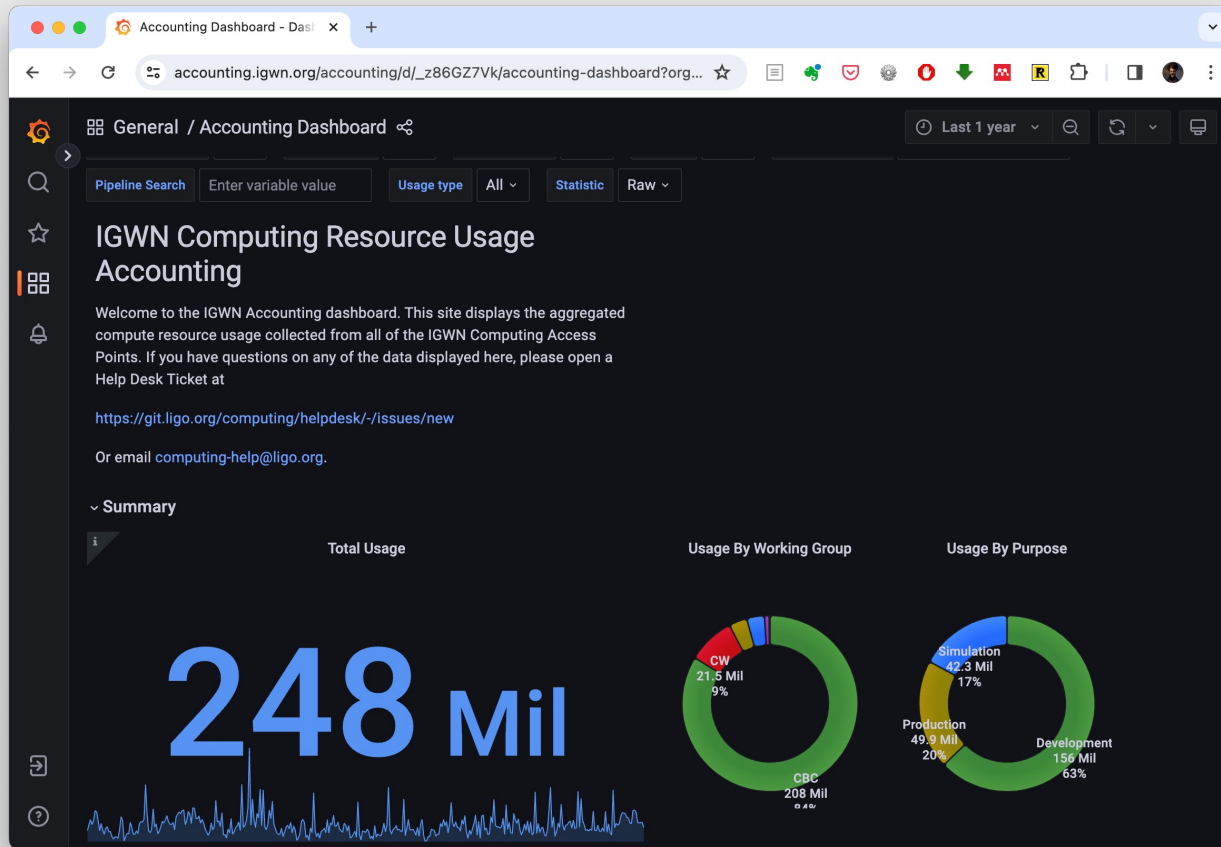 Accounting Dashboard - Das
accounting.igwn.org/accounting/d/_z86GZ7Vk/accounting-dashboard?org...
General / Accounting Dashboard
Last 1 year
Pipeline Search Enter variable value Usage type All Statistic Raw
IGWN Computing Resource Usage
Accounting
Welcome to the IGWN Accounting dashboard. This site displays the aggregated
compute resource usage collected from all of the IGWN Computing Access
Points. If you have questions on any of the data displayed here, please open a
Help Desk Ticket at
https://git.ligo.org/computing/helpdesk/-/issues/new
Or email computing-help@ligo.org.
Summary
Total Usage
248 Mil
Usage By Working Group
CW
21.5 Mil
9%
CBC
208 Mil
84%
Usage By Purpose
Simulation
42.3 Mil
17%
Production
49.9 Mil
20%
Development
156 Mil
63%